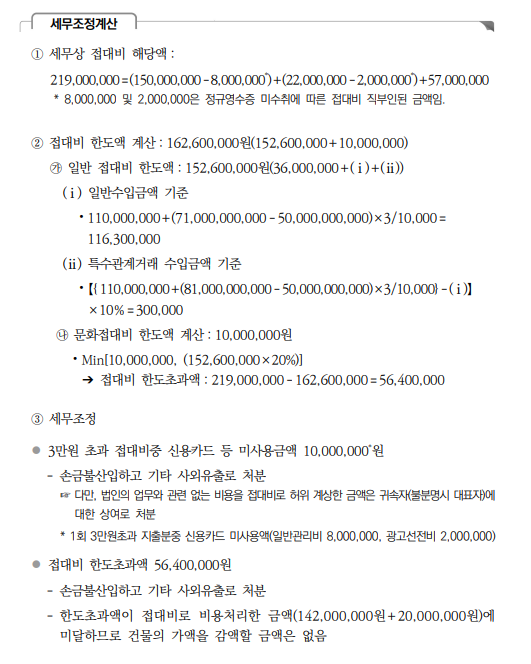 세무조정계산
① 세무상 접대비 해당액 :
219,000,000=(150,000,000-8,000,000*)+(22,000,000-2,000,000*)+57,000,000
* 8,000,000 및 2,000,000은 정규영수증 미수취에 따른 접대비 직부인된 금액임.
② 접대비 한도액 계산 : 162,600,000원(152,600,000+10,000,000)
㉮ 일반 접대비 한도액 : 152,600,000원(36,000,000+(ⅰ)+(ⅱ))
(ⅰ) 일반수입금액 기준
• 110,000,000+(71,000,000,000-50,000,000,000)×3/10,000=
116,300,000
(ⅱ) 특수관계거래 수입금액 기준
• 【{110,000,000+(81,000,000,000-50,000,000,000)×3/10,000}-(ⅰ)】
×10%=300,000
㉯ 문화접대비 한도액 계산 : 10,000,000원
• Min[10,000,000, (152,600,000×20%)]
➔ 접대비 한도초과액 : 219,000,000-162,600,000=56,400,000
③ 세무조정
● 3만원 초과 접대비중 신용카드 등 미사용금액 10,000,000*원
- 손금불산입하고 기타 사외유출로 처분
☞ 다만, 법인의 업무와 관련 없는 비용을 접대비로 허위 계상한 금액은 귀속자(불분명시 대표자)에
대한 상여로 처분
* 1회 3만원초과 지출분중 신용카드 미사용액(일반관리비 8,000,000, 광고선전비 2,000,000)
● 접대비 한도초과액 56,400,000원
- 손금불산입하고 기타 사외유출로 처분
- 한도초과액이 접대비로 비용처리한 금액(142,000,000원+20,000,000원)에
미달하므로 건물의 가액을 감액할 금액은 없음